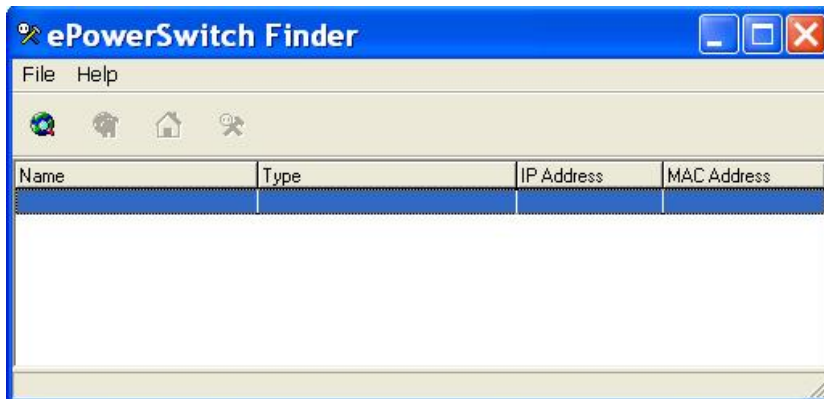 ePowerSwitch Finder
File Help
Name Type IP Address MAC Address